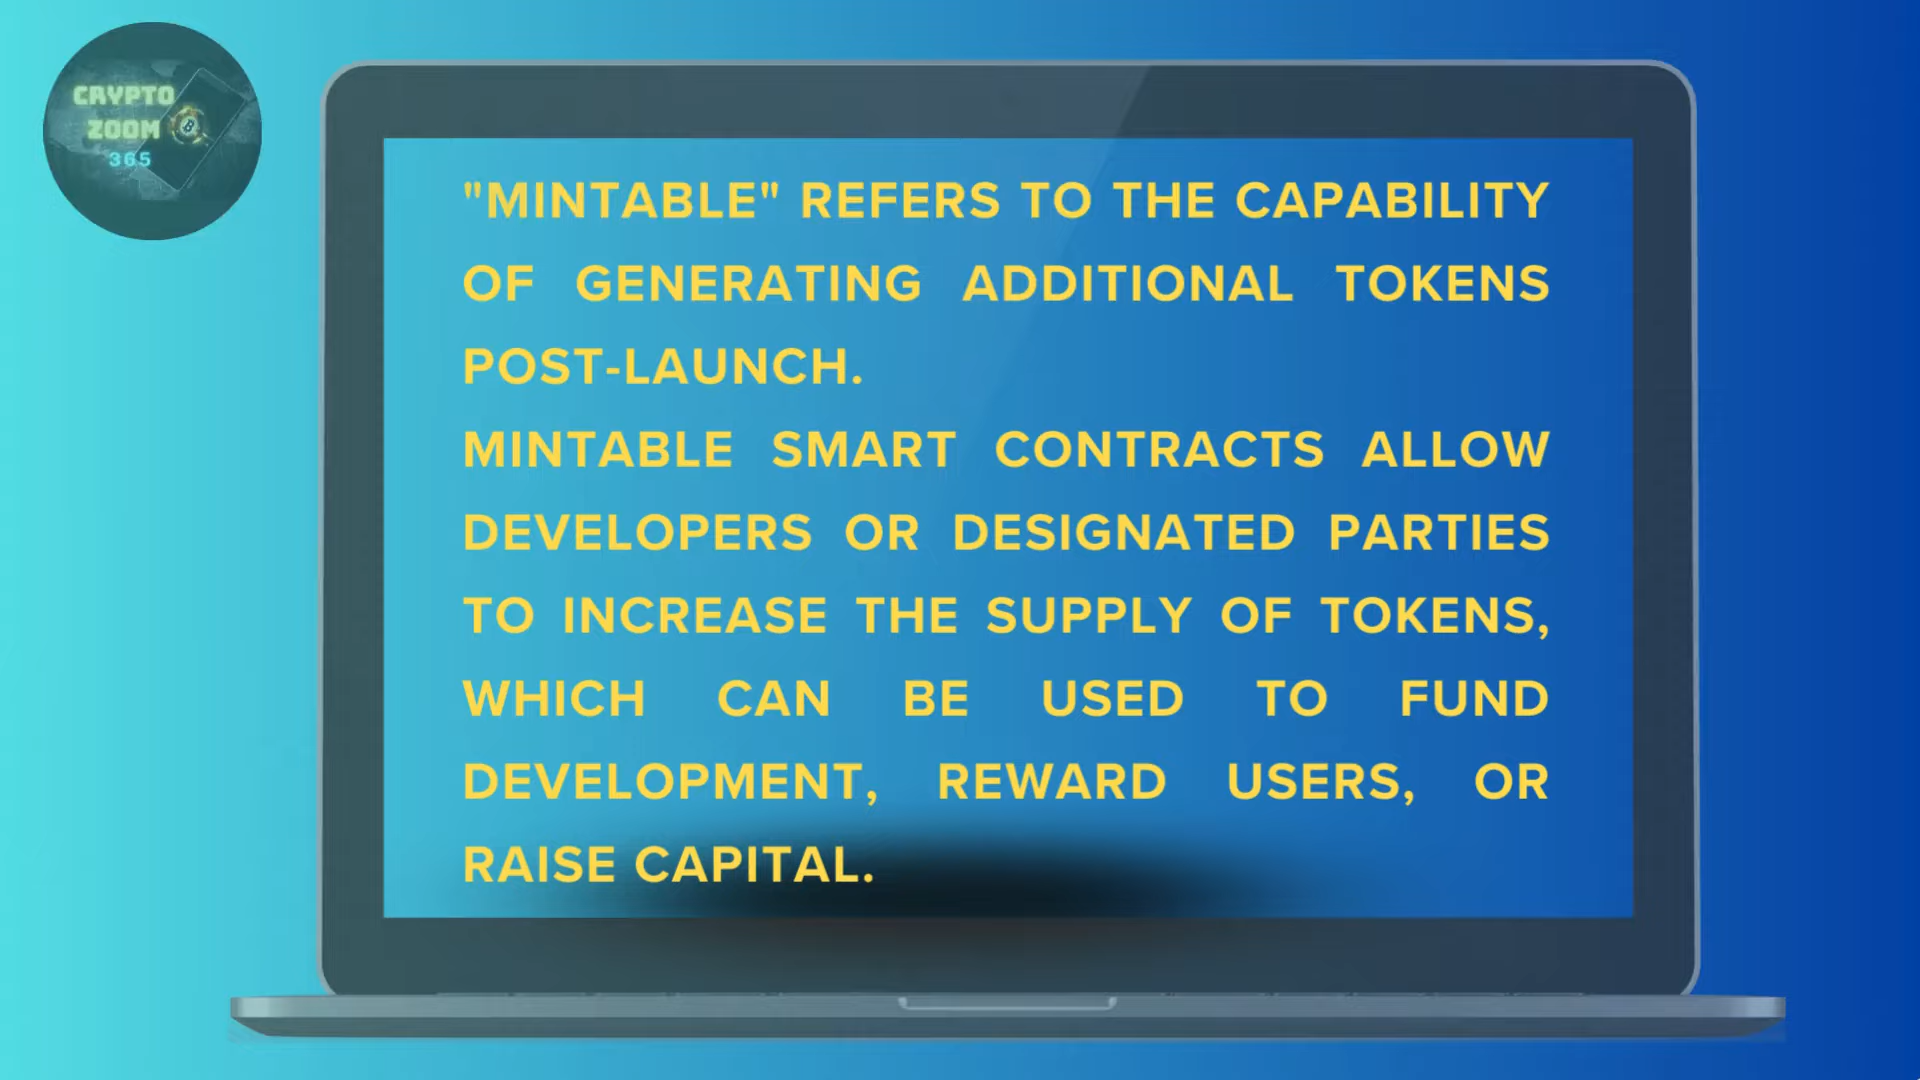 CRYPTO
ZOOM
365
"MINTABLE" REFERS TO THE CAPABILITY
OF GENERATING ADDITIONAL TOKENS
POST-LAUNCH.
MINTABLE SMART CONTRACTS ALLOW
DEVELOPERS OR DESIGNATED PARTIES
TO INCREASE THE SUPPLY OF TOKENS,
WHICH CAN BE USED TO FUND
DEVELOPMENT, REWARD USERS, OR
RAISE CAPITAL.